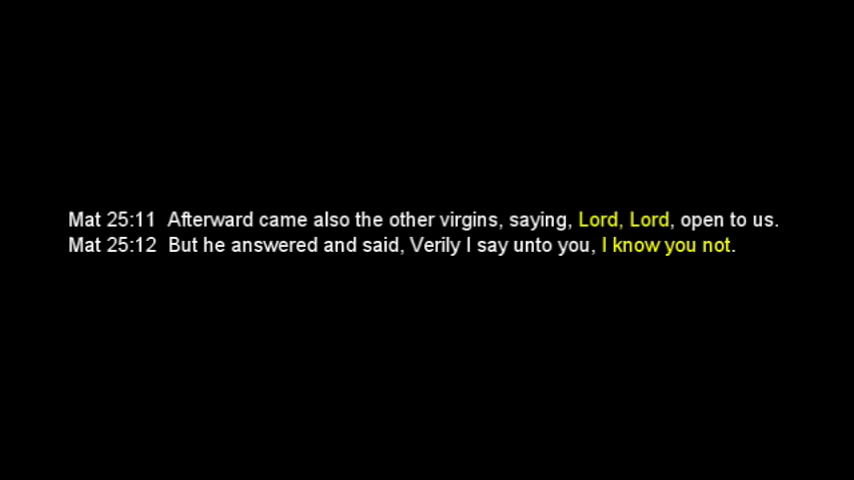 Mat 25:11 Afterward came also the other virgins, saying, Lord, Lord, open to us.
Mat 25:12 But he answered and said, Verily I say unto you, I know you not.